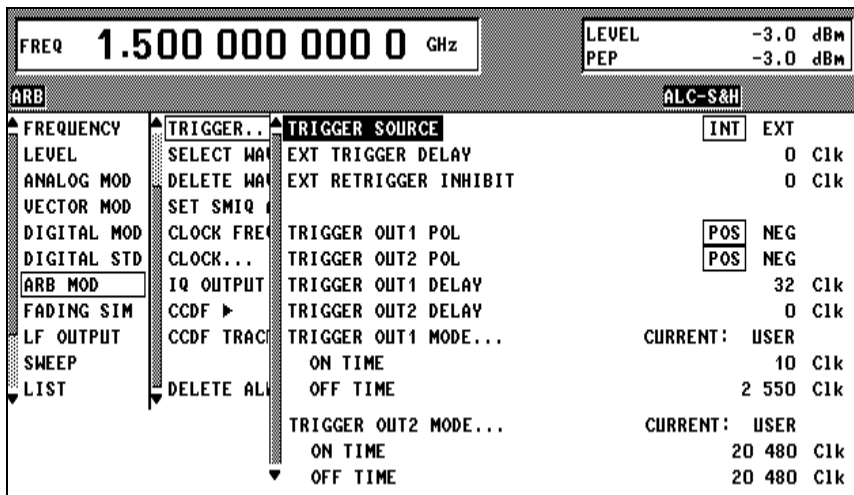 FREQ 1.500 000 000 0 GHz
LEVEL -3.0 dBm
PEP -3.0 dBm
ARB
ALC-S&H
FREQUENCY
LEVEL
ANALOG MOD
VECTOR MOD
DIGITAL MOD
DIGITAL STD
ARB MOD
FADING SIM
LF OUTPUT
SWEEP
LIST
TRIGGER..
SELECT WAV
DELETE WAV
SET SMIQ
CLOCK FREQ
CLOCK...
IQ OUTPUT
CCDF ▶
CCDF TRAC
DELETE ALL
TRIGGER SOURCE INT EXT
EXT TRIGGER DELAY 0 Clk
EXT RETRIGGER INHIBIT 0 Clk
TRIGGER OUT1 POL POS NEG
TRIGGER OUT2 POL POS NEG
TRIGGER OUT1 DELAY 32 Clk
TRIGGER OUT2 DELAY 0 Clk
TRIGGER OUT1 MODE... CURRENT: USER
ON TIME 10 Clk
OFF TIME 2 550 Clk
TRIGGER OUT2 MODE... CURRENT: USER
ON TIME 20 480 Clk
OFF TIME 20 480 Clk